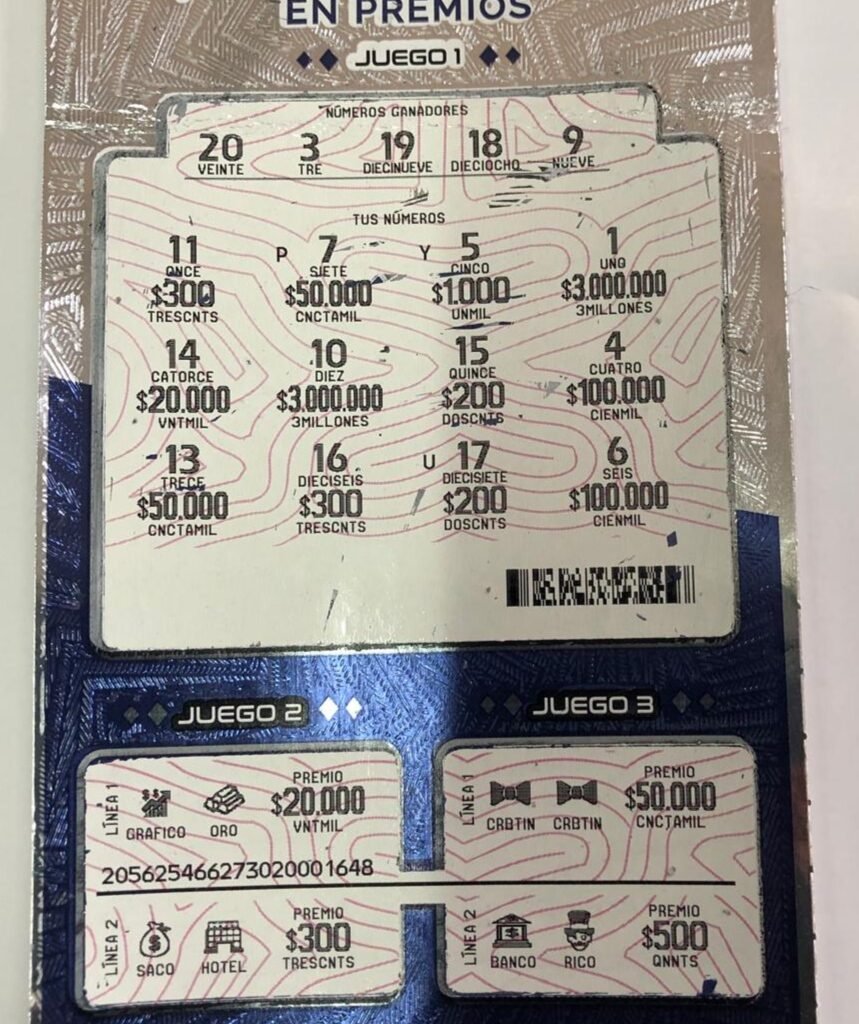 EN PREMIOS
JUEGO 1
NÚMEROS GANADORES
20 3 19 18 9
VEINTE TRE DIECINUEVE DIECIOCHO NUEVE
TUS NÚMEROS
11 P 7 Y 5 1
ONCE SIETE CINCO UNO
$300 $50.000 $1.000 $3.000.000
TRESCNTS CNCTAMIL UNMIL 3MILLONES
14 10 15 4
CATORCE DIEZ QUINCE CUATRO
$20.000 $3.000.000 $200 $100.000
VNTMIL 3MILLONES DOSCNTS CIENMIL
13 16 U 17 6
TRECE DIECISEIS DIECISIETE SEIS
$50.000 $300 $200 $100.000
CNCTAMIL TRESCNTS DOSCNTS CIENMIL
JUEGO 2
LÍNEA 1
GRAFICO ORO
PREMIO
$20.000
VNTMIL
205625466273020001648
LÍNEA 2
SACO HOTEL
PREMIO
$300
TRESCNTS
JUEGO 3
LÍNEA 1
CRBTIN CRBTIN
PREMIO
$50.000
CNCTAMIL
LÍNEA 2
BANCO RICO
PREMIO
$500
QNNTS